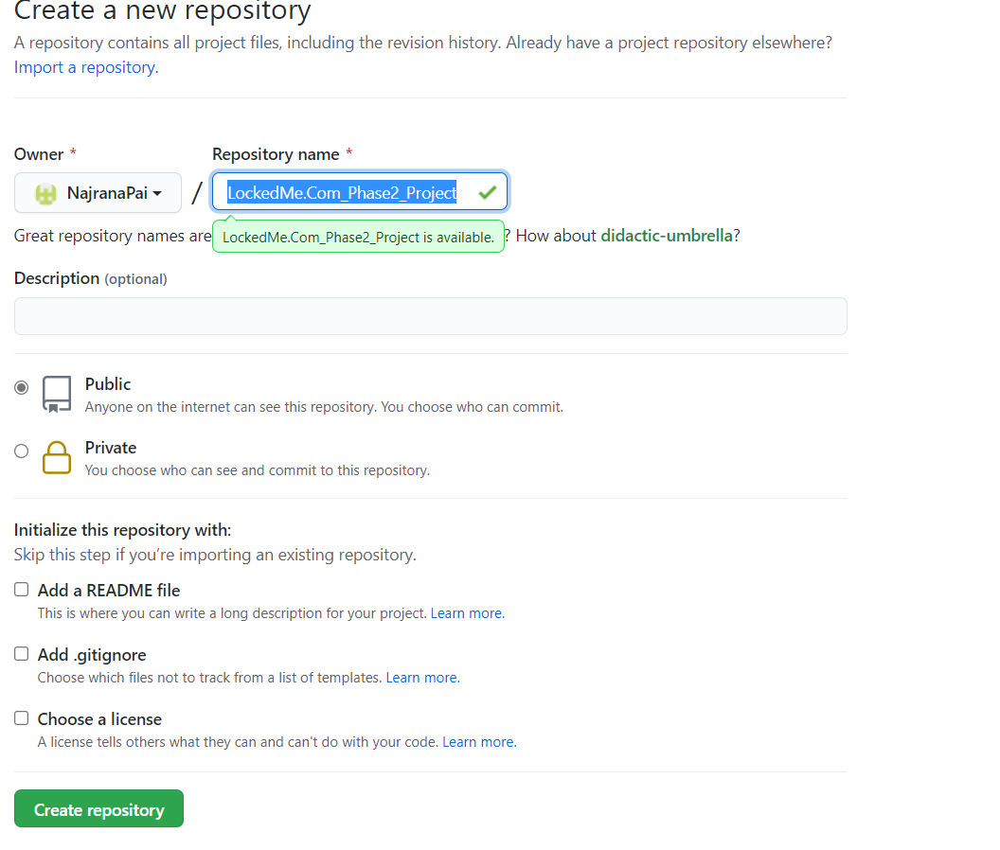 Create a new repository
A repository contains all project files, including the revision history. Already have a project repository elsewhere?
Import a repository.
Owner *
Repository name *
NajranaPai
/
LockedMe.Com_Phase2_Project
Great repository names are
LockedMe.Com_Phase2_Project is available.
? How about didactic-umbrella?
Description (optional)
Public
Anyone on the internet can see this repository. You choose who can commit.
Private
You choose who can see and commit to this repository.
Initialize this repository with:
Skip this step if you’re importing an existing repository.
Add a README file
This is where you can write a long description for your project. Learn more.
Add .gitignore
Choose which files not to track from a list of templates. Learn more.
Choose a license
A license tells others what they can and can't do with your code. Learn more.
Create repository